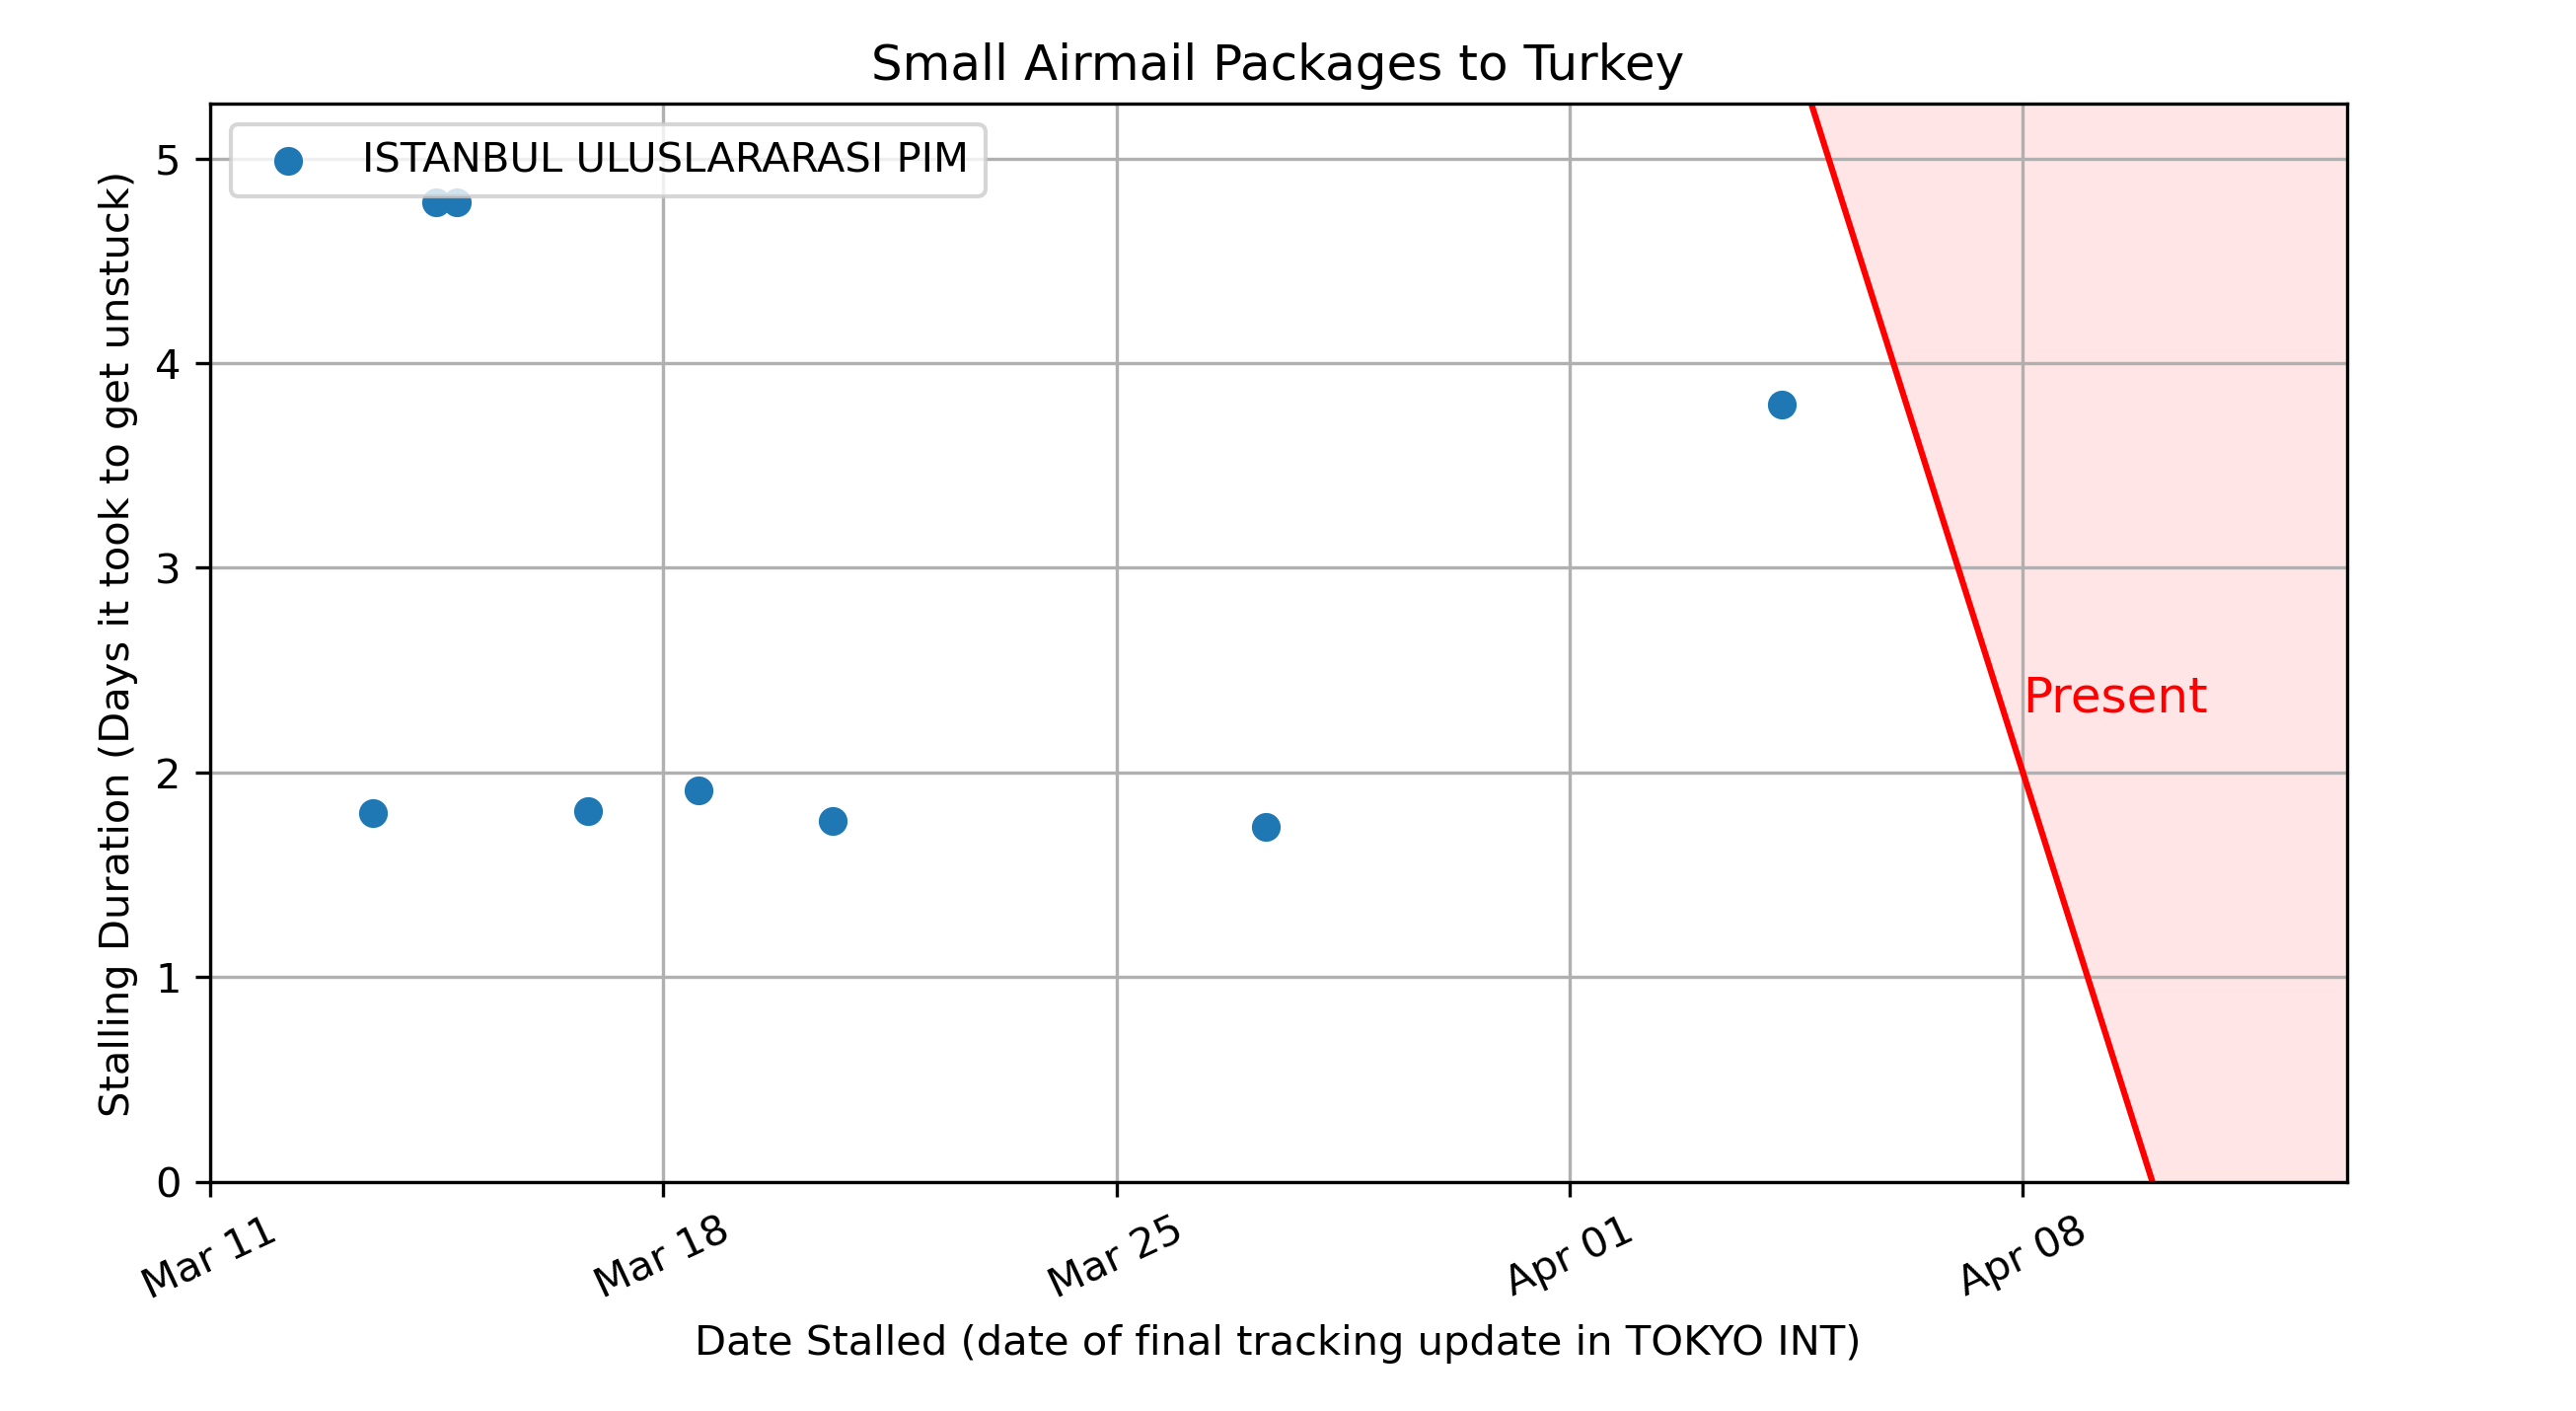 Small Airmail Packages to Turkey
ISTANBUL ULUSLARARASI PIM
Stalling Duration (Days it took to get unstuck)
5
4
3
2
1
0
Present
Mar 11
Mar 18
Mar 25
Apr 01
Apr 08
Date Stalled (date of final tracking update in TOKYO INT)